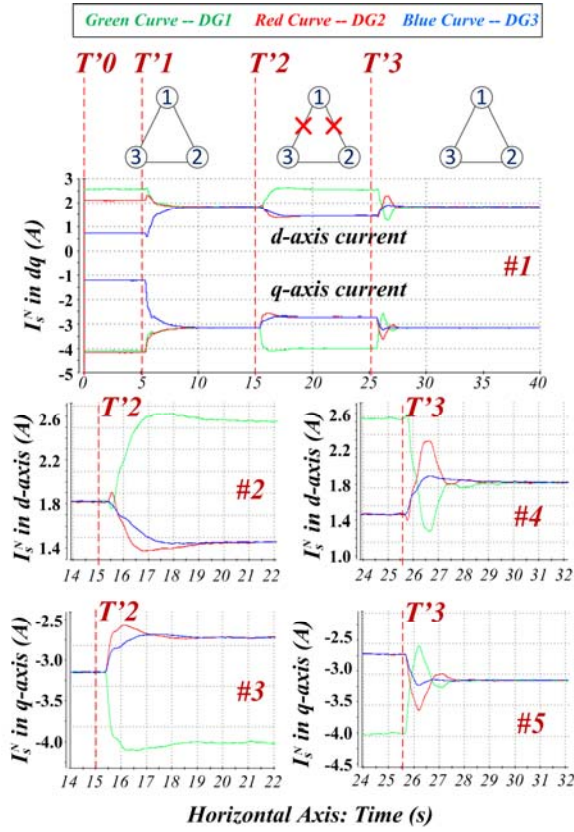 Green Curve -- DG1 Red Curve -- DG2 Blue Curve -- DG3
T'0 T'1 T'2 T'3
1 1 1
3 2 3 2 3 2
I_s^N in dq (A)
3
2
1
0
-1
-2
-3
-4
-5
d-axis current
#1
q-axis current
0 5 10 15 20 25 30 35 40
T'2
I_s^N in d-axis (A)
2.6
2.2
1.8
1.4
#2
14 15 16 17 18 19 20 21 22
T'3
I_s^N in d-axis (A)
2.6
2.2
1.8
1.4
1.0
#4
24 25 26 27 28 29 30 31 32
T'2
I_s^N in q-axis (A)
-2.5
-3.0
-3.5
-4.0
#3
14 15 16 17 18 19 20 21 22
T'3
I_s^N in q-axis (A)
-2.5
-3.0
-3.5
-4.0
-4.5
#5
24 25 26 27 28 29 30 31 32
Horizontal Axis: Time (s)